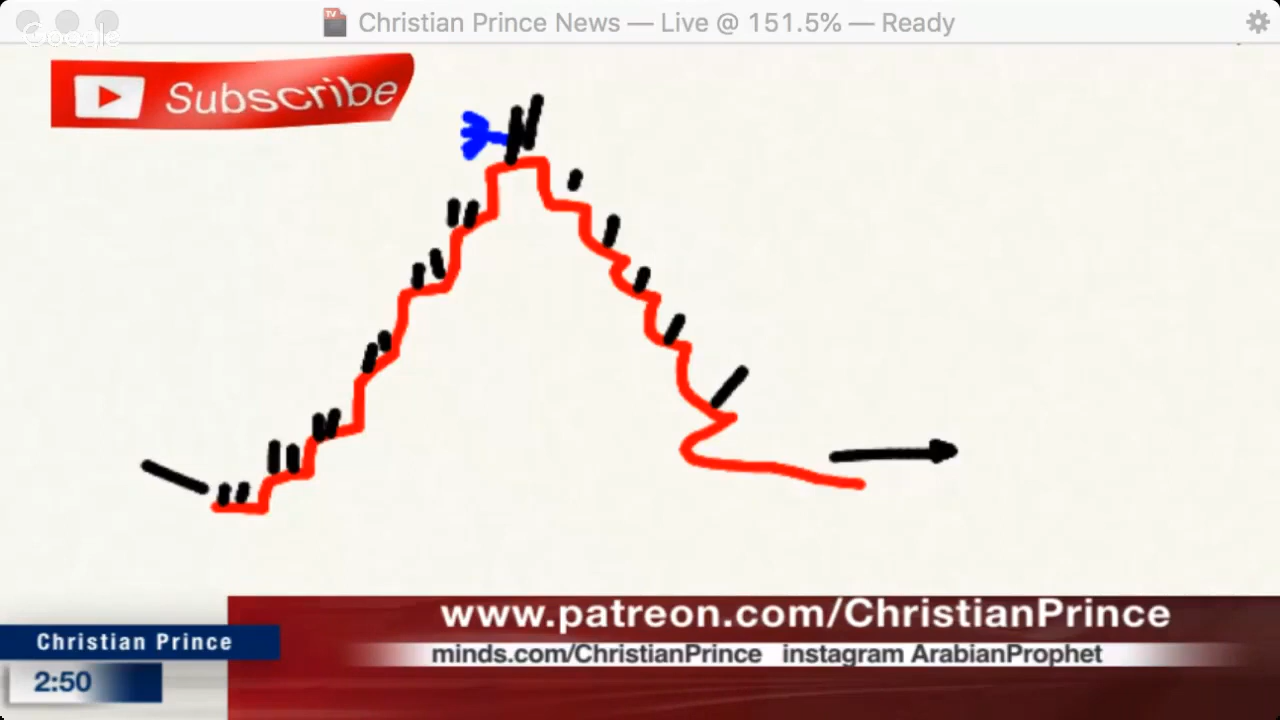 Christian Prince News — Live @ 151.5% — Ready
Google
Subscribe
www.patreon.com/ChristianPrince
Christian Prince
minds.com/ChristianPrince instagram ArabianProphet
2:50